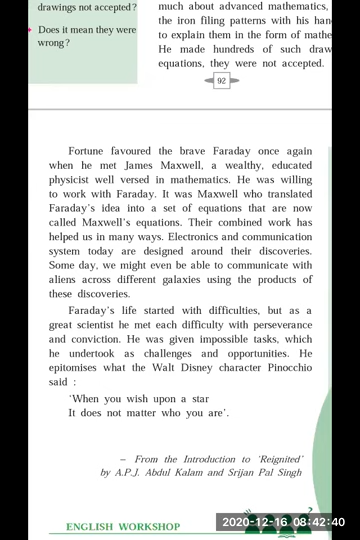 drawings not accepted?
Does it mean they were
wrong?
much about advanced mathematics,
the iron filing patterns with his han
to explain them in the form of mathe
He made hundreds of such draw
equations, they were not accepted.
92
Fortune favoured the brave Faraday once again
when he met James Maxwell, a wealthy, educated
physicist well versed in mathematics. He was willing
to work with Faraday. It was Maxwell who translated
Faraday's idea into a set of equations that are now
called Maxwell's equations. Their combined work has
helped us in many ways. Electronics and communication
system today are designed around their discoveries.
Some day, we might even be able to communicate with
aliens across different galaxies using the products of
these discoveries.
Faraday's life started with difficulties, but as a
great scientist he met each difficulty with perseverance
and conviction. He was given impossible tasks, which
he undertook as challenges and opportunities. He
epitomises what the Walt Disney character Pinocchio
said :
'When you wish upon a star
It does not matter who you are'.
– From the Introduction to 'Reignited'
by A.P.J. Abdul Kalam and Srijan Pal Singh
ENGLISH WORKSHOP
2020-12-16 08:42:40